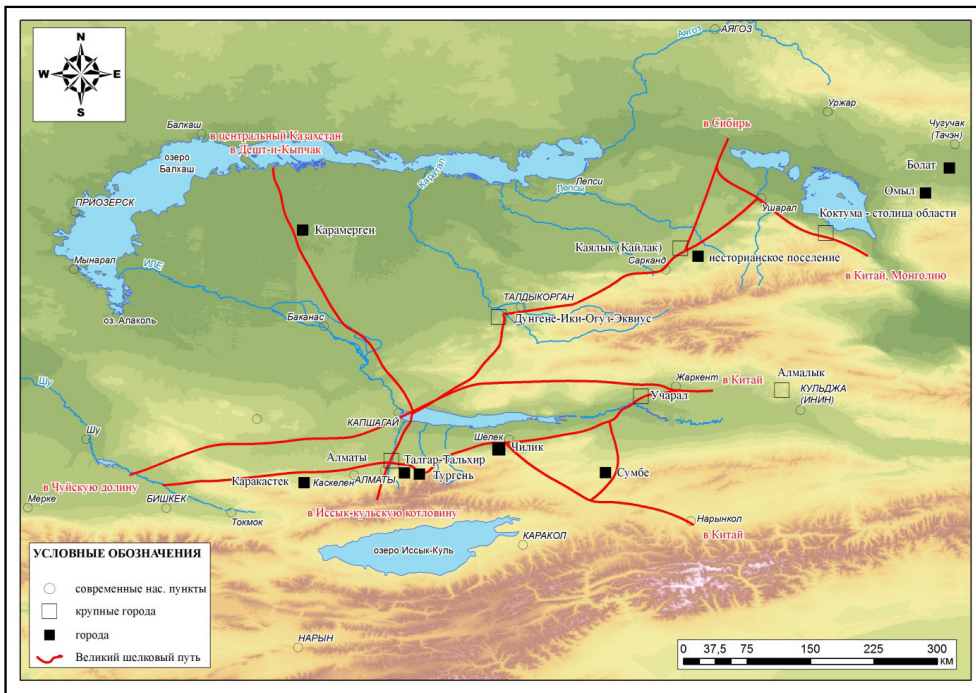 N
W
E
S
Аягоз
АЯГОЗ
Уржар
Чугучак
(Тачэн)
Болат
Омыл
в Сибирь
Балкаш
в центральный Казахстан
в Дешт-и-Кыпчак
озеро
Балхаш
Каратал
Лепси
Лепсы
Ушарал
Коктума - столица области
ПРИОЗЕРСК
Карамерген
Каялык (Кайлак)
несторианское поселение
Сарканд
в Китай, Монголию
Мынарал
ИЛЕ
оз. Алаколь
Баканас
ТАЛДЫКОРГАН
Дунгене-Ики-Огуз-Эквиус
Шу
Жаркент
в Китай
Алмалык
КУЛЬДЖА
(ИНИН)
Учарал
КАПШАГАЙ
Шу
Шелек
Чилик
Алматы
Талгар-Тальхир
АЛМАТЫ
Тургень
Сумбе
в Чуйскую долину
Каракастек
Каскелен
Мерке
БИШКЕК
Токмок
в Иссык-кульскую котловину
Нарынкол
в Китай
КАРАКОЛ
озеро Иссык-Куль
НАРЫН
УСЛОВНЫЕ ОБОЗНАЧЕНИЯ
современные нас. пункты
крупные города
города
Великий шелковый путь
0 37,5 75 150 225 300
КМ